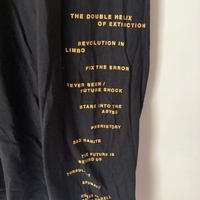 THE DOUBLE HELIX
OF EXTINCTION
REVOLUTION IN
LIMBO
FIX THE ERROR
SEVER SEEN /
FUTURE SHOCK
STARE INTO THE
ABYSS
PREHISTORY
BAD HABITS
THE FUTURE IS
BEHIND US